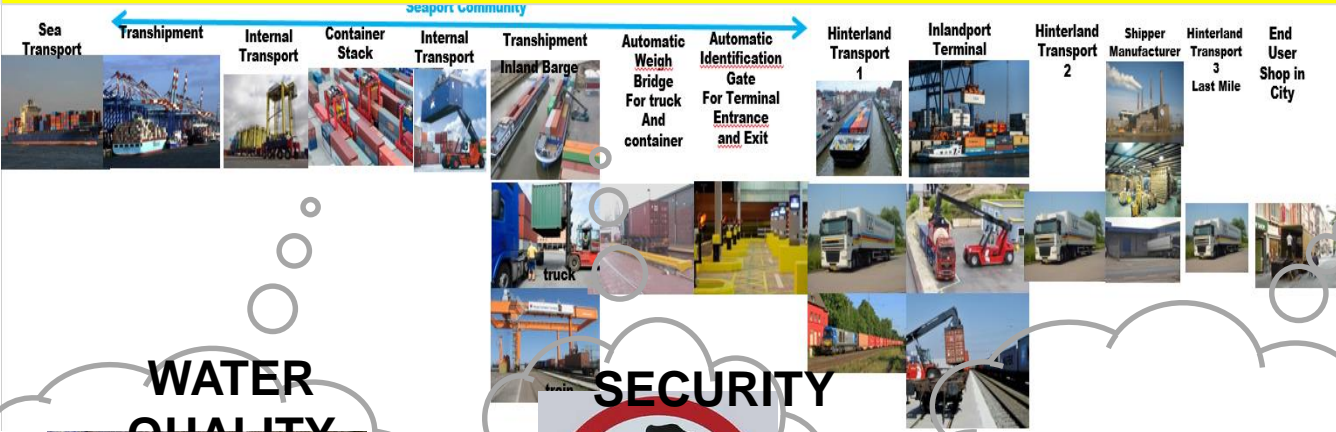 Seaport Community
Sea
Transport
Transhipment
Internal
Transport
Container
Stack
Internal
Transport
Transhipment
Inland Barge
Automatic
Weigh
Bridge
For truck
And
container
Automatic
Identification
Gate
For Terminal
Entrance
and Exit
Hinterland
Transport
1
Inlandport
Terminal
Hinterland
Transport
2
Shipper
Manufacturer
Hinterland
Transport
3
Last Mile
End
User
Shop in
City
truck
train
WATER
QUALITY
SECURITY